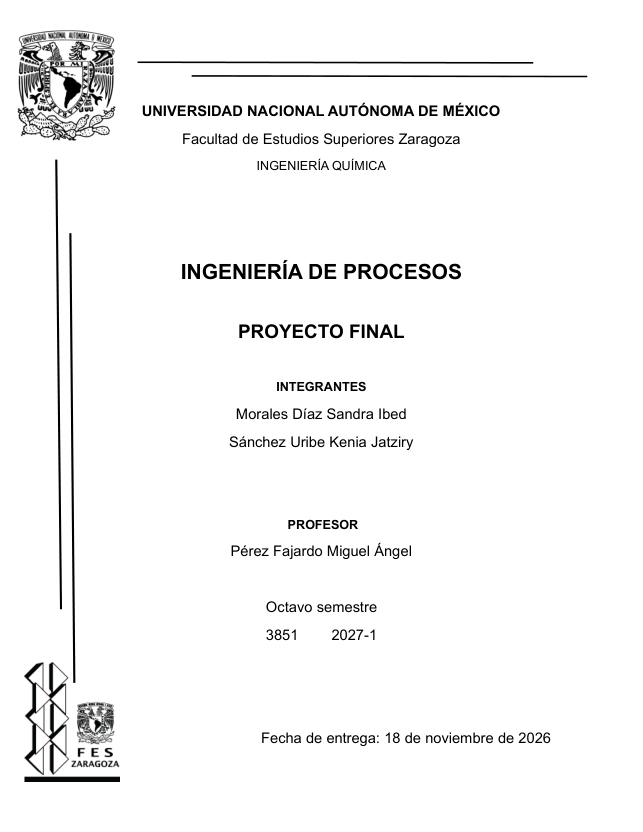 UNIVERSIDAD NACIONAL AUTÓNOMA DE MÉXICO
Facultad de Estudios Superiores Zaragoza
INGENIERÍA QUÍMICA
INGENIERÍA DE PROCESOS
PROYECTO FINAL
INTEGRANTES
Morales Díaz Sandra Ibed
Sánchez Uribe Kenia Jatziry
PROFESOR
Pérez Fajardo Miguel Ángel
Octavo semestre
3851 2027-1
FES
ZARAGOZA
Fecha de entrega: 18 de noviembre de 2026